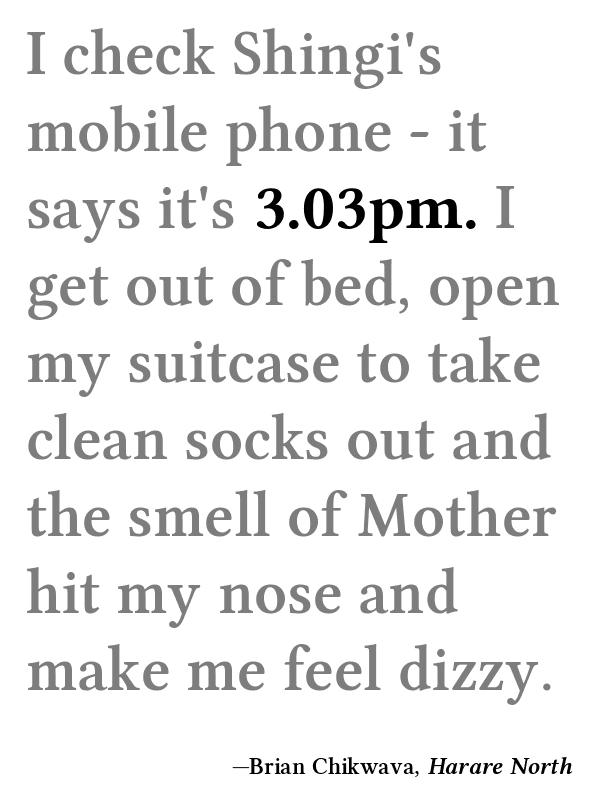 I check Shingi's
mobile phone - it
says it's 3.03pm. I
get out of bed, open
my suitcase to take
clean socks out and
the smell of Mother
hit my nose and
make me feel dizzy.
—Brian Chikwava, Harare North